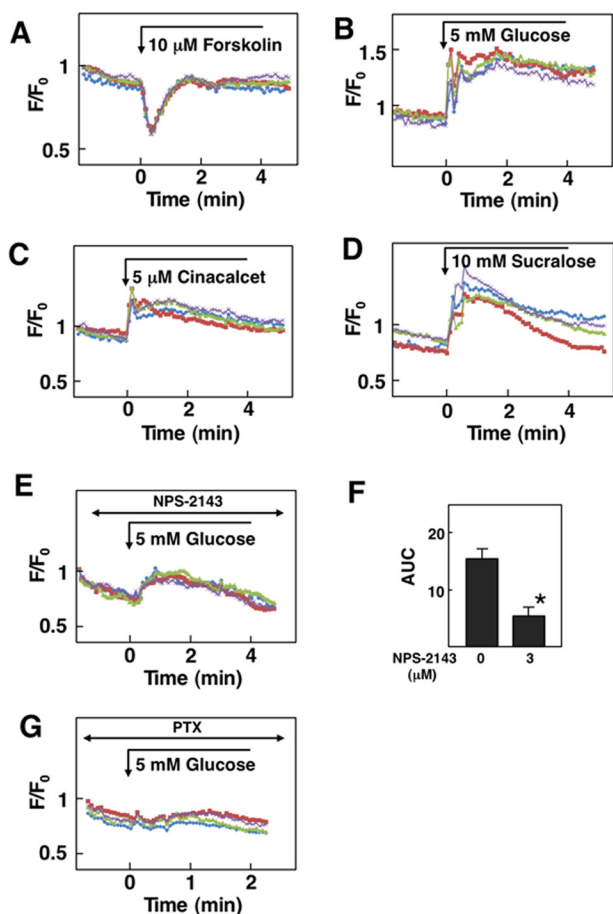 A
10 µM Forskolin
F/F0
1
0.5
0 2 4
Time (min)
B
5 mM Glucose
F/F0
1.5
1
0 2 4
Time (min)
C
5 µM Cinacalcet
F/F0
1
0.5
0 2 4
Time (min)
D
10 mM Sucralose
F/F0
1
0.5
0 2 4
Time (min)
E
NPS-2143
5 mM Glucose
F/F0
1
0.5
0 2 4
Time (min)
F
AUC
20
10
*
NPS-2143 0 3
(µM)
G
PTX
5 mM Glucose
F/F0
1
0.5
0 1 2
Time (min)